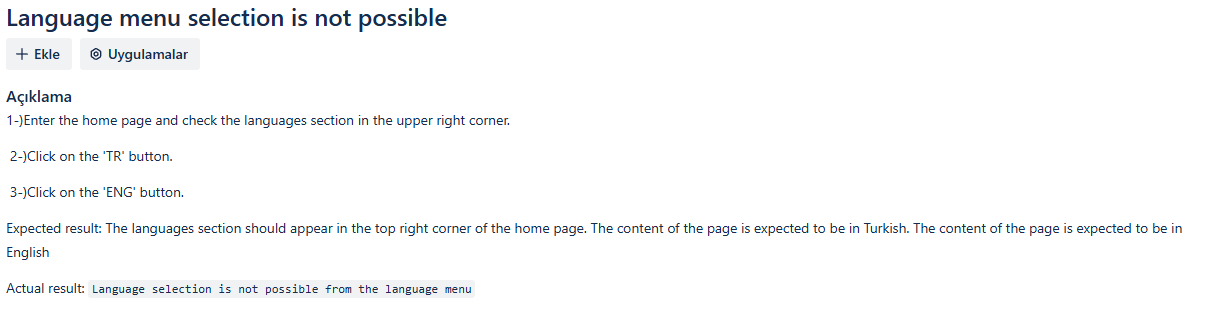 Language menu selection is not possible
+ Ekle Uygulamalar
Açıklama
1-)Enter the home page and check the languages section in the upper right corner.
2-)Click on the 'TR' button.
3-)Click on the 'ENG' button.
Expected result: The languages section should appear in the top right corner of the home page. The content of the page is expected to be in Turkish. The content of the page is expected to be in
English
Actual result: Language selection is not possible from the language menu